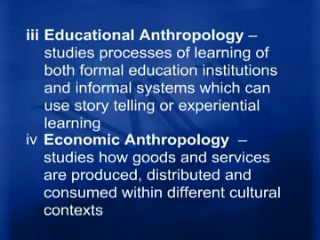 iii Educational Anthropology –
studies processes of learning of
both formal education institutions
and informal systems which can
use story telling or experiential
learning
iv Economic Anthropology –
studies how goods and services
are produced, distributed and
consumed within different cultural
contexts